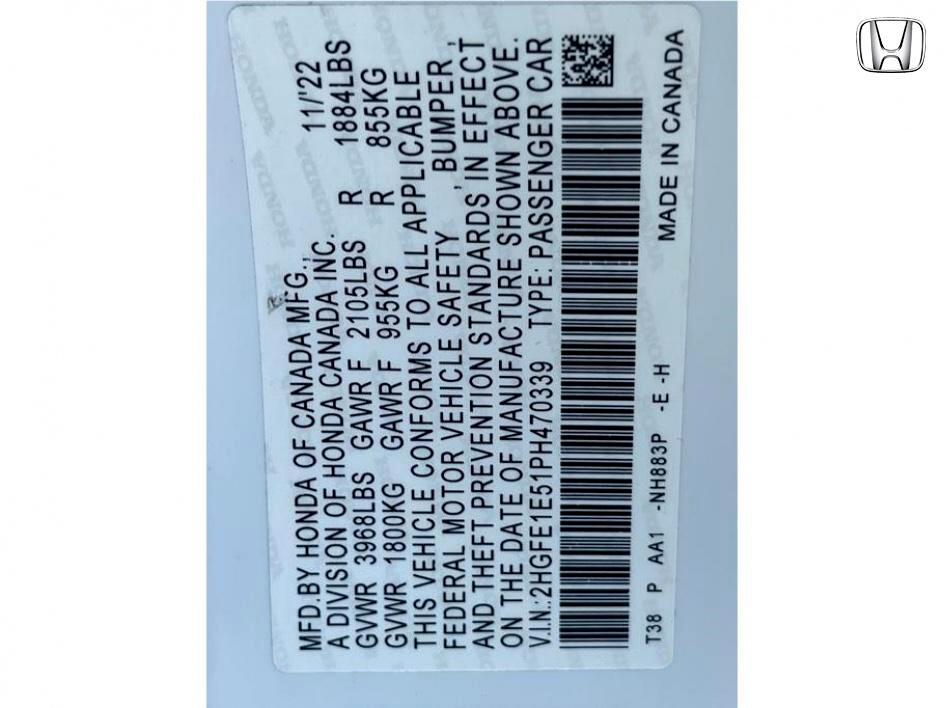 MFD.BY HONDA OF CANADA MFG., 11/'22
A DIVISION OF HONDA CANADA INC.
GVWR 3968LBS GAWR F 2105LBS R 1884LBS
GVWR 1800KG GAWR F 955KG R 855KG
THIS VEHICLE CONFORMS TO ALL APPLICABLE
FEDERAL MOTOR VEHICLE SAFETY , BUMPER,
AND THEFT PREVENTION STANDARDS IN EFFECT
ON THE DATE OF MANUFACTURE SHOWN ABOVE.
V.I.N.:2HGFE1E51PH470339 TYPE: PASSENGER CAR
T38 P AA1 -NH883P -E -H
MADE IN CANADA